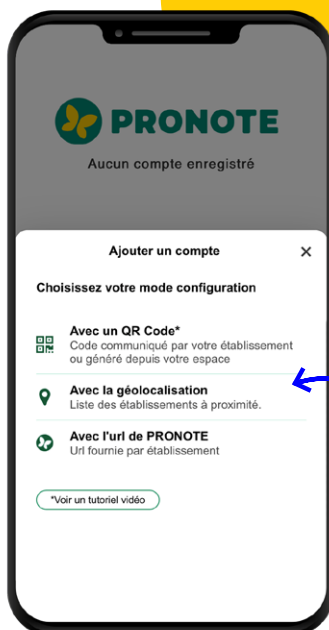 PRONOTE
Aucun compte enregistré
Ajouter un compte
Choisissez votre mode configuration
Avec un QR Code*
Code communiqué par votre établissement
ou généré depuis votre espace
Avec la géolocalisation
Liste des établissements à proximité.
Avec l'url de PRONOTE
Url fournie par établissement
*Voir un tutoriel vidéo